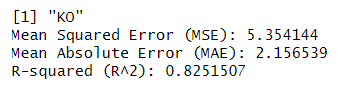 [1] "KO"
Mean Squared Error (MSE): 5.354144
Mean Absolute Error (MAE): 2.156539
R-squared (R^2): 0.8251507